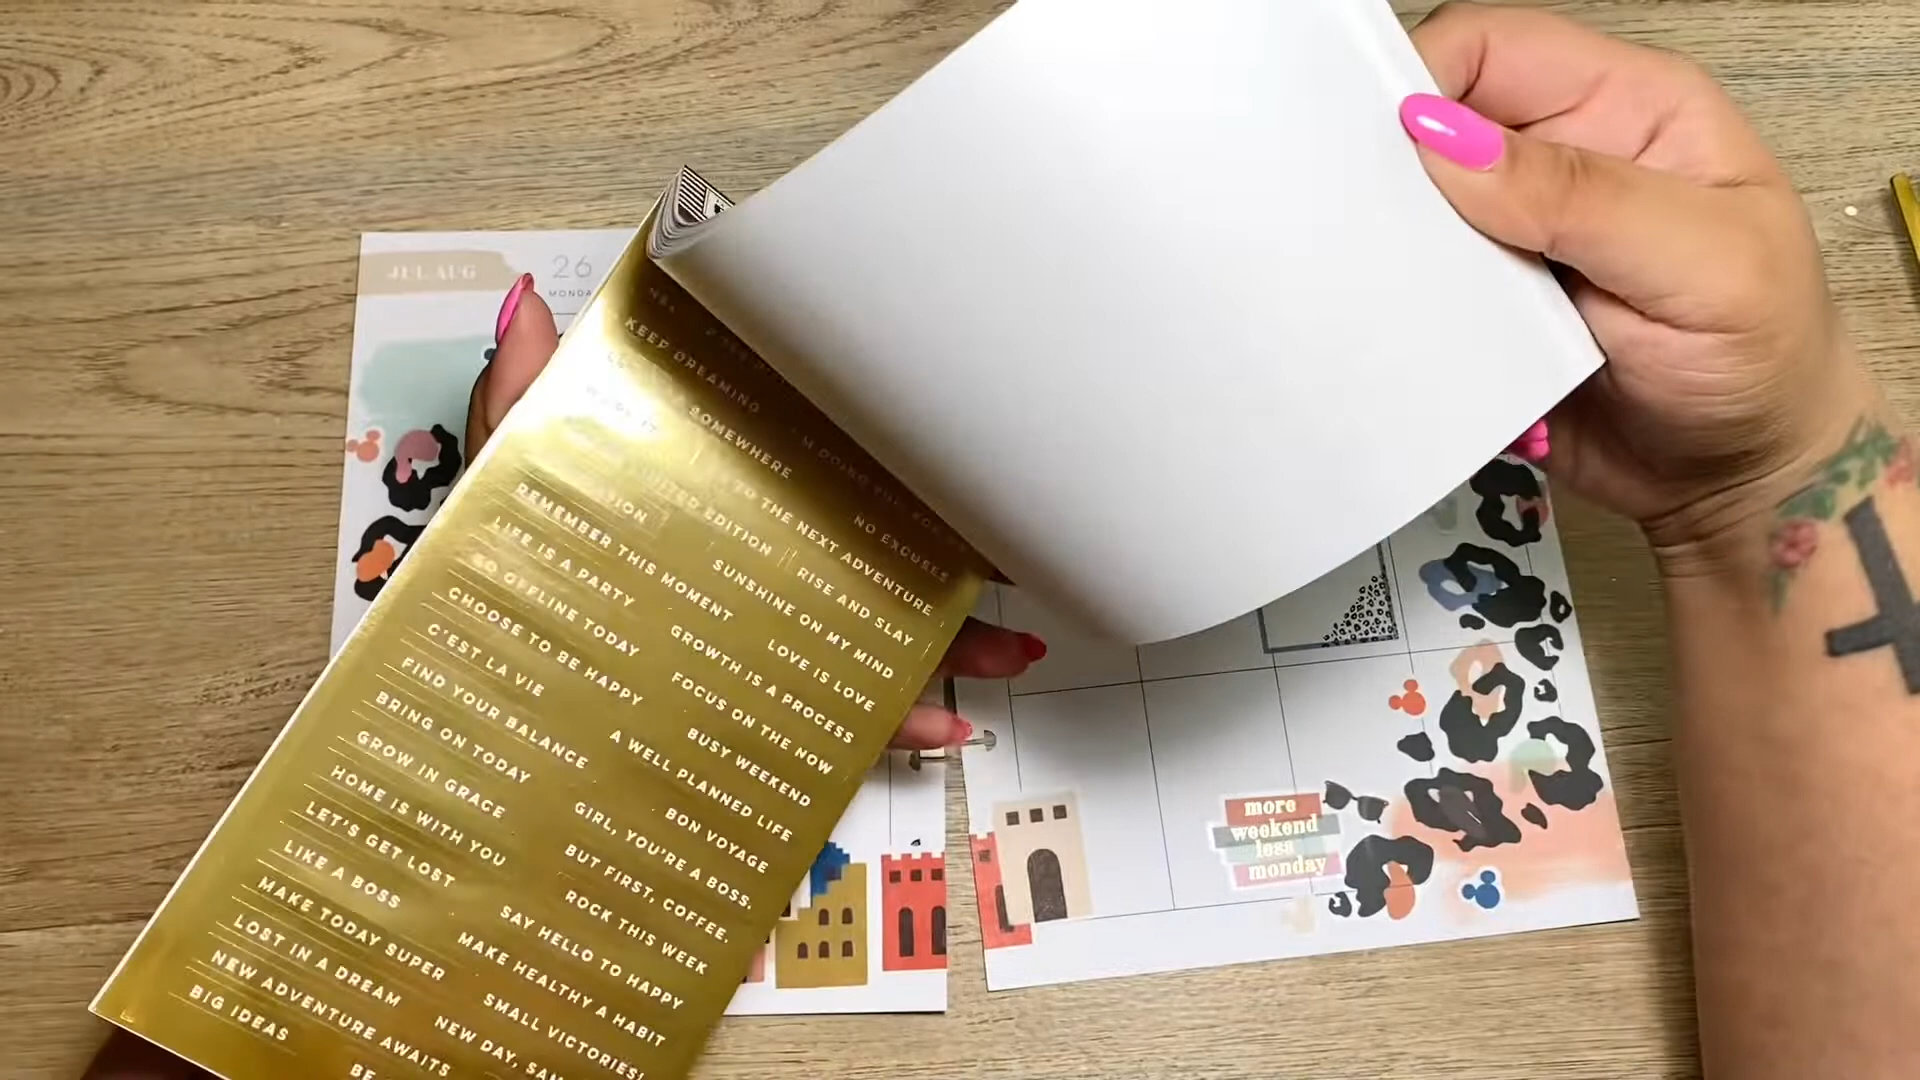 JUL AUG
26
KEEP DREAMING
SOMEWHERE
TO THE NEXT ADVENTURE
NO EXCUSES
LIMITED EDITION
RISE AND SLAY
REMEMBER THIS MOMENT
SUNSHINE ON MY MIND
LIFE IS A PARTY
LOVE IS LOVE
GO OFFLINE TODAY
GROWTH IS A PROCESS
CHOOSE TO BE HAPPY
FOCUS ON THE NOW
C'EST LA VIE
BUSY WEEKEND
FIND YOUR BALANCE
A WELL PLANNED LIFE
BRING ON TODAY
BON VOYAGE
GROW IN GRACE
GIRL, YOU'RE A BOSS.
HOME IS WITH YOU
BUT FIRST, COFFEE.
LET'S GET LOST
ROCK THIS WEEK
LIKE A BOSS
SAY HELLO TO HAPPY
MAKE TODAY SUPER
MAKE HEALTHY A HABIT
LOST IN A DREAM
SMALL VICTORIES!
NEW ADVENTURE AWAITS
NEW DAY,
BIG IDEAS
BE
more
weekend
less
monday